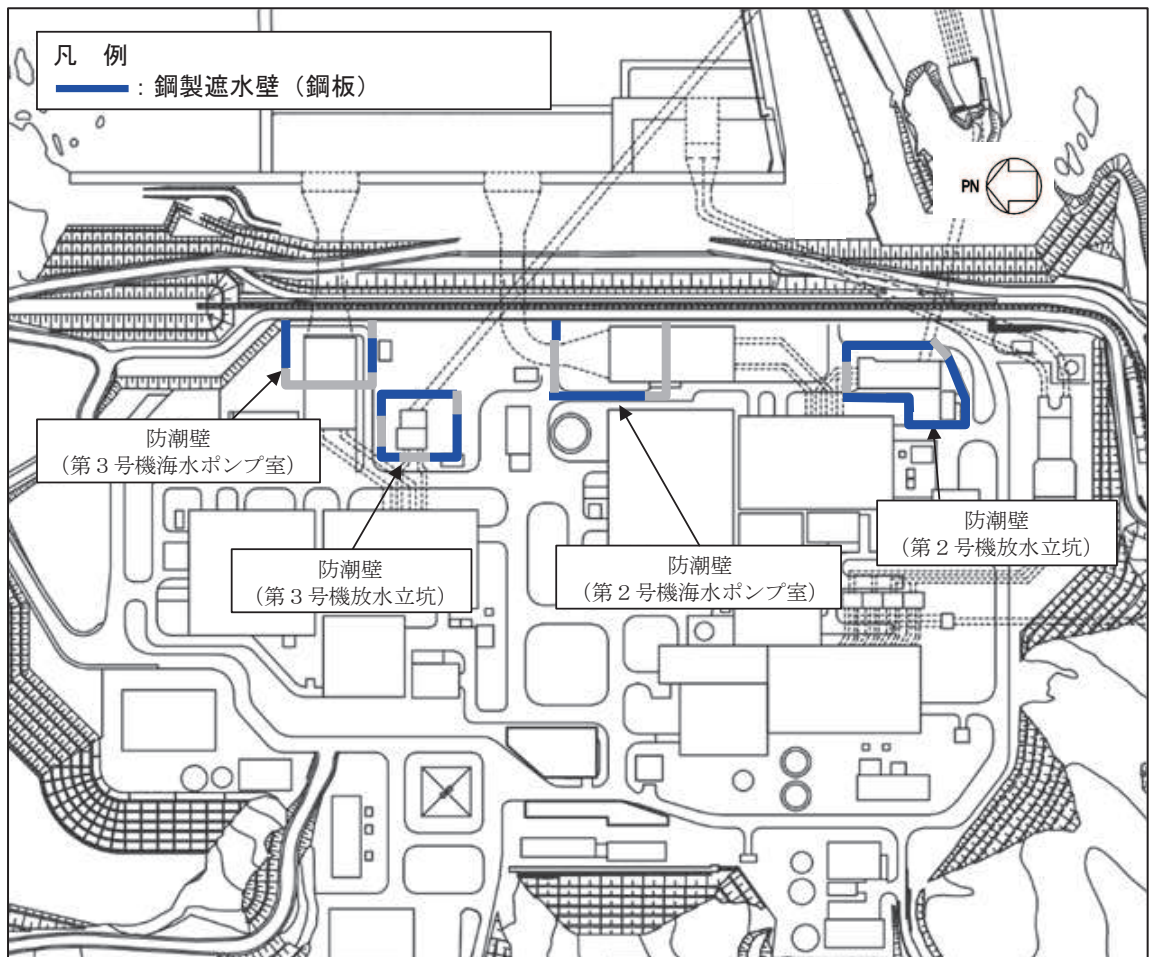 凡　例
：鋼製遮水壁（鋼板）
PN
防潮壁
（第３号機海水ポンプ室）
防潮壁
（第３号機放水立坑）
防潮壁
（第２号機海水ポンプ室）
防潮壁
（第２号機放水立坑）